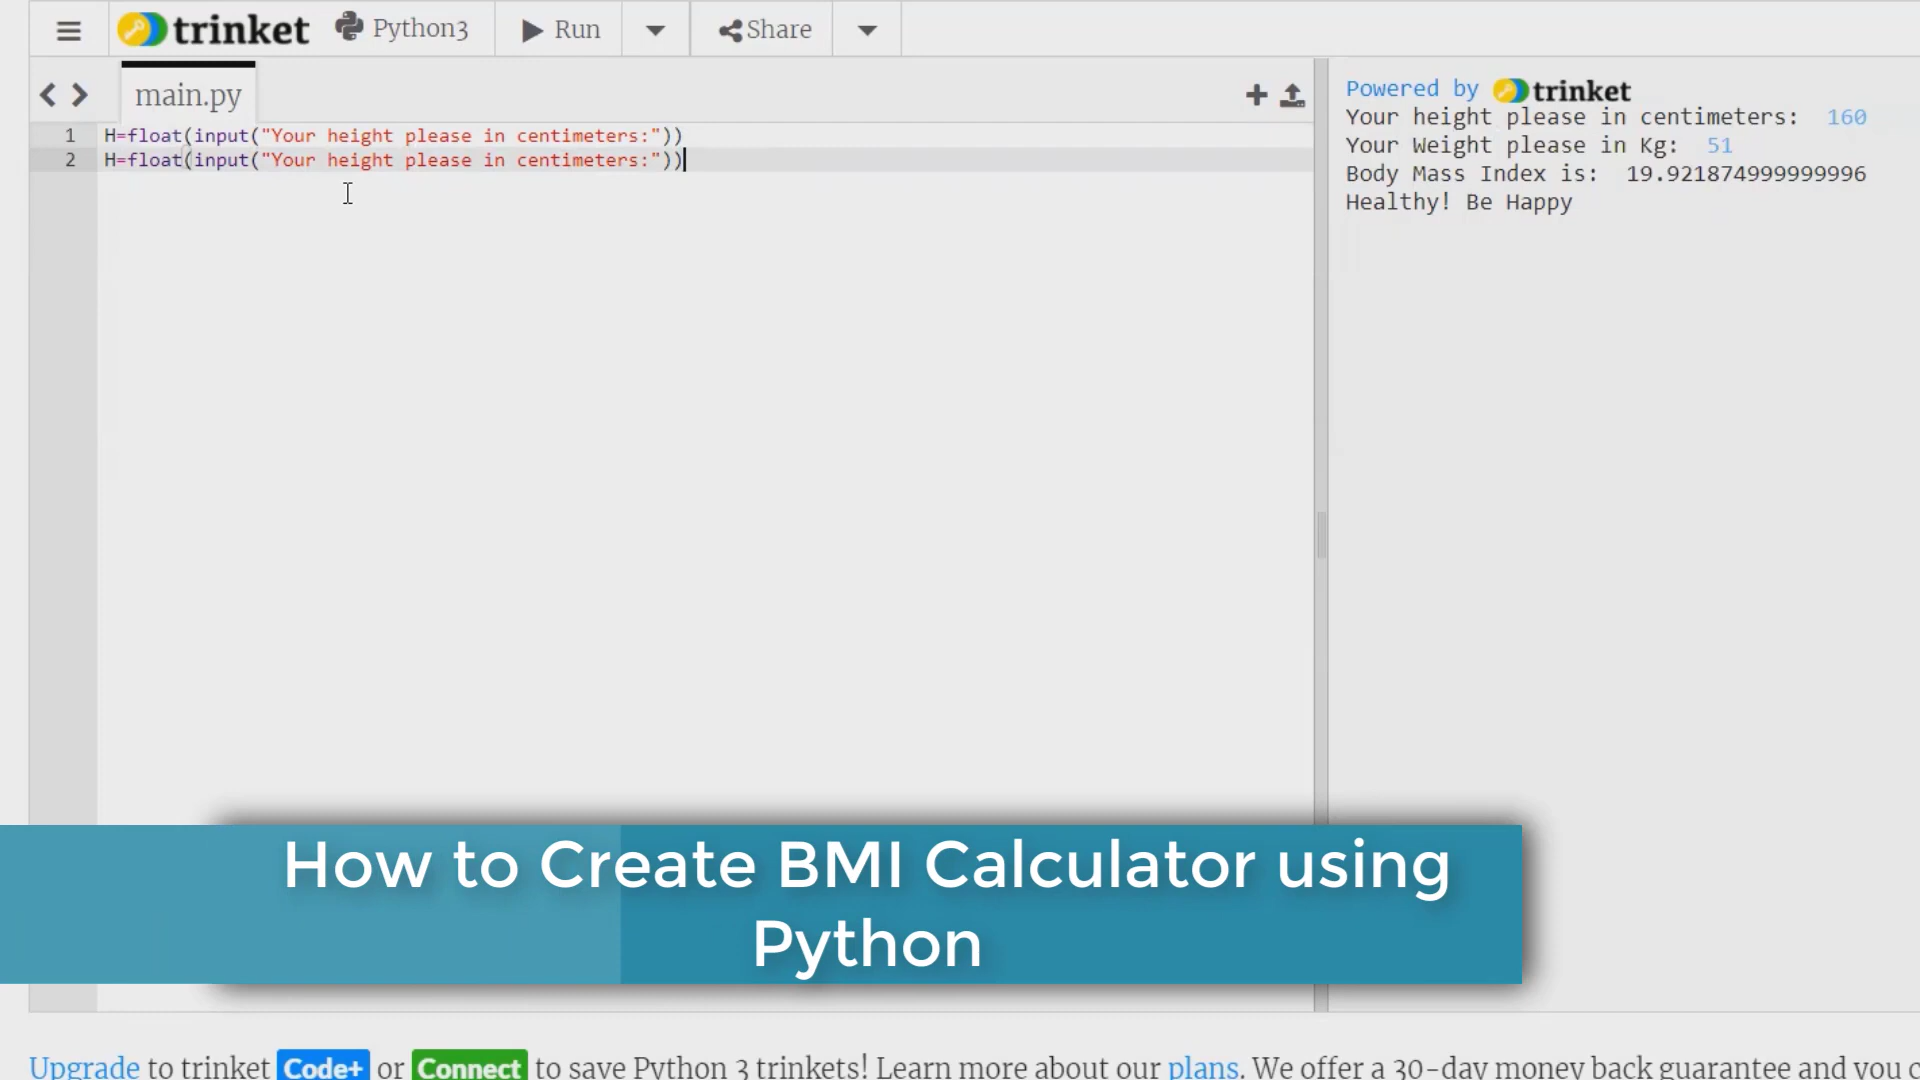 trinket Python3 Run Share
main.py
1 H=float(input("Your height please in centimeters:"))
2 H=float(input("Your height please in centimeters:"))
Powered by trinket
Your height please in centimeters: 160
Your Weight please in Kg: 51
Body Mass Index is: 19.921874999999996
Healthy! Be Happy
How to Create BMI Calculator using
Python
Upgrade to trinket Code+ or Connect to save Python 3 trinkets! Learn more about our plans. We offer a 30-day money back guarantee and you c